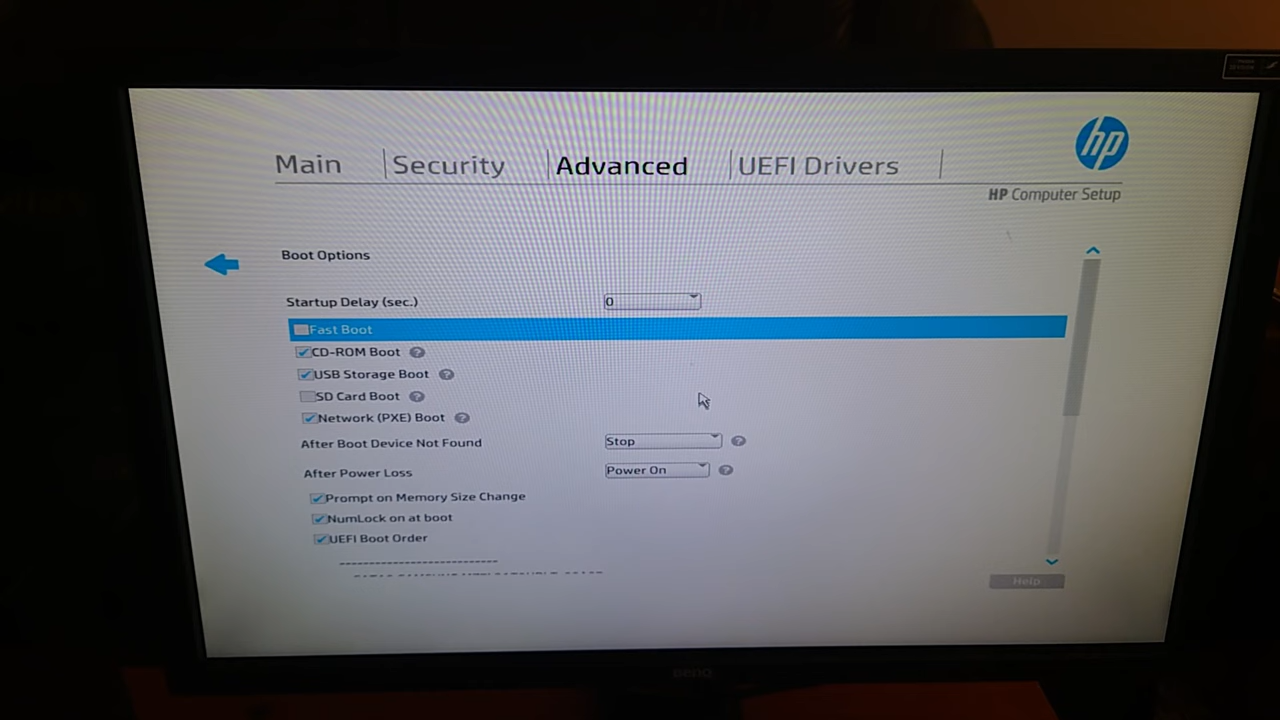 hp
Main Security Advanced UEFI Drivers
HP Computer Setup
Boot Options
Startup Delay (sec.) 0
Fast Boot
CD-ROM Boot ?
USB Storage Boot ?
SD Card Boot ?
Network (PXE) Boot ?
After Boot Device Not Found Stop ?
After Power Loss Power On ?
Prompt on Memory Size Change
NumLock on at boot
UEFI Boot Order
--------------------------
Help
BenQ